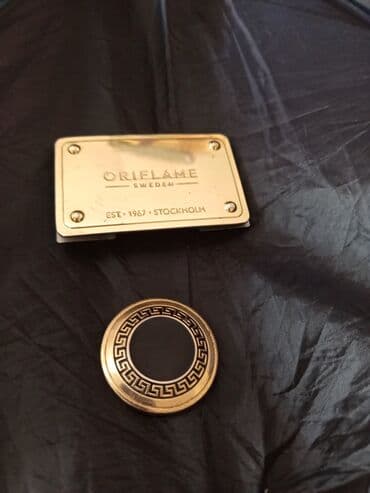 ORIFLAME
SWEDEN
EST. • 1967 • STOCKHOLM